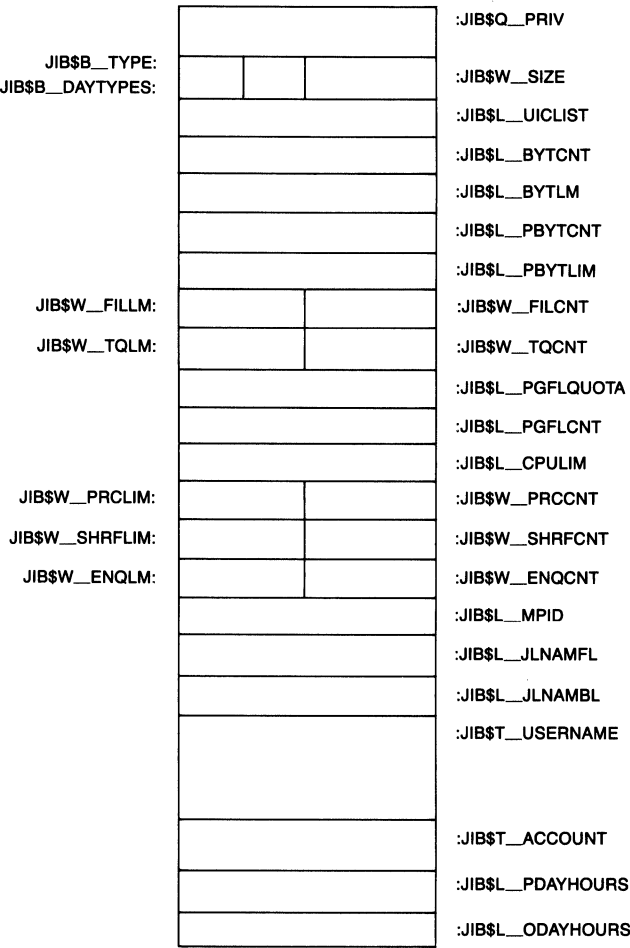 :JIB$Q__PRIV
JIB$B__TYPE:
JIB$B__DAYTYPES:
:JIB$W__SIZE
:JIB$L__UICLIST
:JIB$L__BYTCNT
:JIB$L__BYTLM
:JIB$L__PBYTCNT
:JIB$L__PBYTLIM
JIB$W__FILLM: :JIB$W__FILCNT
JIB$W__TQLM: :JIB$W__TQCNT
:JIB$L__PGFLQUOTA
:JIB$L__PGFLCNT
:JIB$L__CPULIM
JIB$W__PRCLIM: :JIB$W__PRCCNT
JIB$W__SHRFLIM: :JIB$W__SHRFCNT
JIB$W__ENQLM: :JIB$W__ENQCNT
:JIB$L__MPID
:JIB$L__JLNAMFL
:JIB$L__JLNAMBL
:JIB$T__USERNAME
:JIB$T__ACCOUNT
:JIB$L__PDAYHOURS
:JIB$L__ODAYHOURS